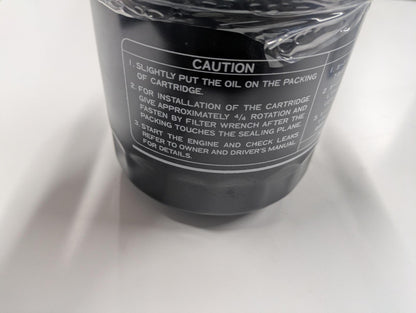 CAUTION
1. SLIGHTLY PUT THE OIL ON THE PACKING
OF CARTRIDGE.
2. FOR INSTALLATION OF THE CARTRIDGE
GIVE APPROXIMATELY 4/4 ROTATION AND
FASTEN BY FILTER WRENCH AFTER THE
PACKING TOUCHES THE SEALING PLANE.
3. START THE ENGINE AND CHECK LEAKS
REFER TO OWNER AND DRIVER'S MANUAL
FOR DETAILS.